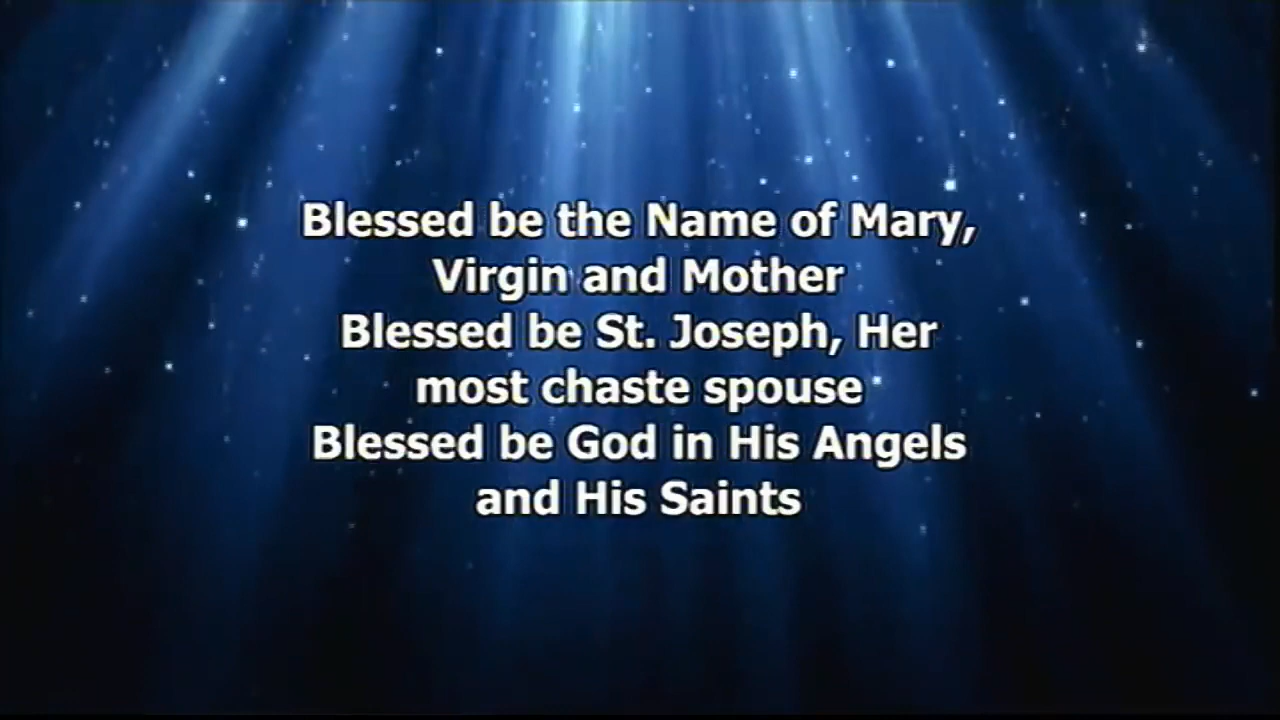 Blessed be the Name of Mary,
Virgin and Mother
Blessed be St. Joseph, Her
most chaste spouse
Blessed be God in His Angels
and His Saints